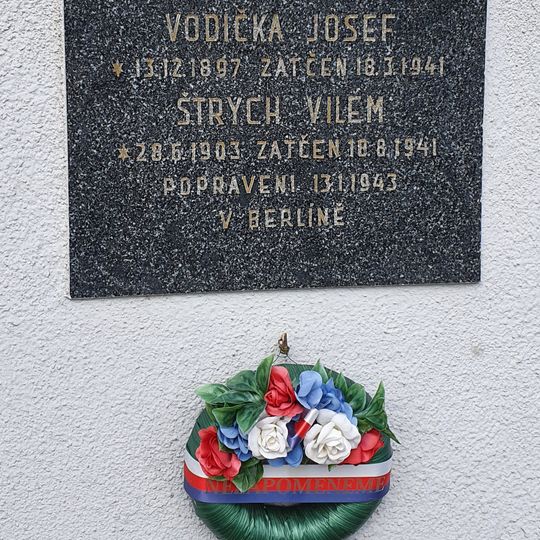 VODIČKA JOSEF
* 13.12.1897 ZATČEN 18.3.1941
ŠTRYCH VILÉM
* 28.6.1903 ZATČEN 18.8.1941
POPRAVENI 13.1.1943
V BERLÍNĚ
NEZAPOMENEME